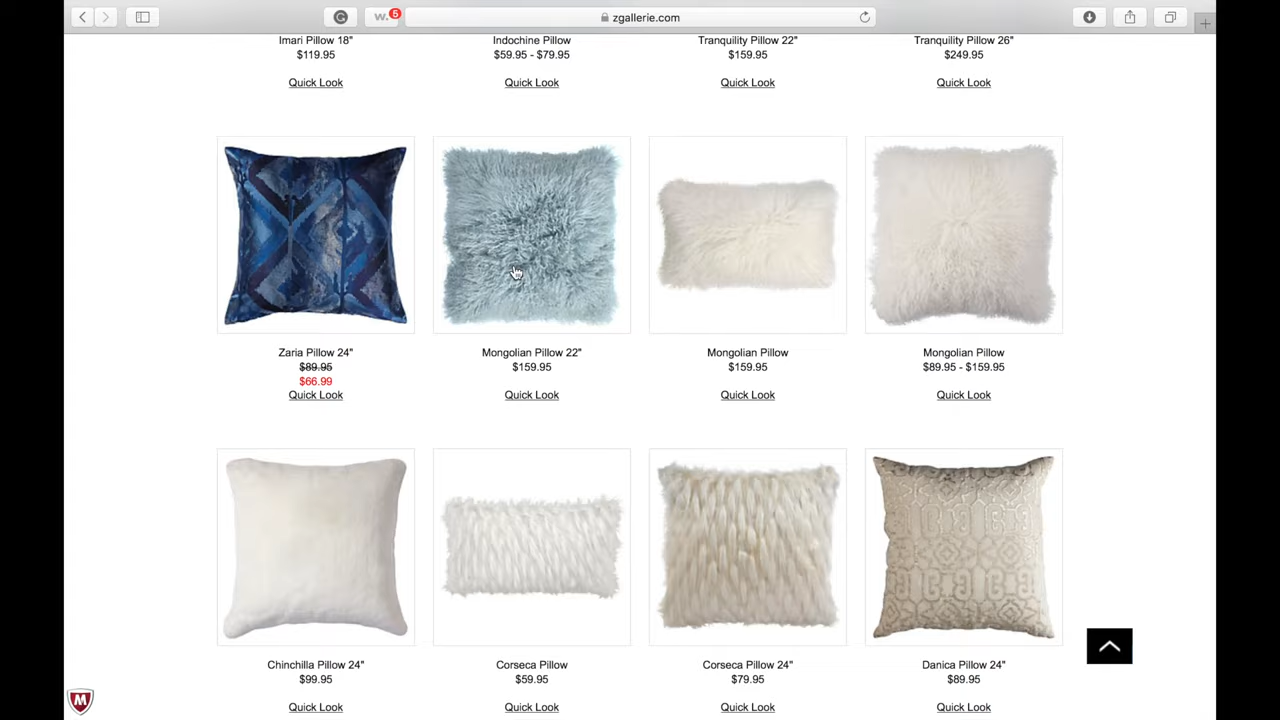 W. 5
zgallerie.com
Imari Pillow 18"
$119.95
Quick Look
Indochine Pillow
$59.95 - $79.95
Quick Look
Tranquility Pillow 22"
$159.95
Quick Look
Tranquility Pillow 26"
$249.95
Quick Look
Zaria Pillow 24"
$89.95
$66.99
Quick Look
Mongolian Pillow 22"
$159.95
Quick Look
Mongolian Pillow
$159.95
Quick Look
Mongolian Pillow
$89.95 - $159.95
Quick Look
Chinchilla Pillow 24"
$99.95
Quick Look
Corseca Pillow
$59.95
Quick Look
Corseca Pillow 24"
$79.95
Quick Look
Danica Pillow 24"
$89.95
Quick Look